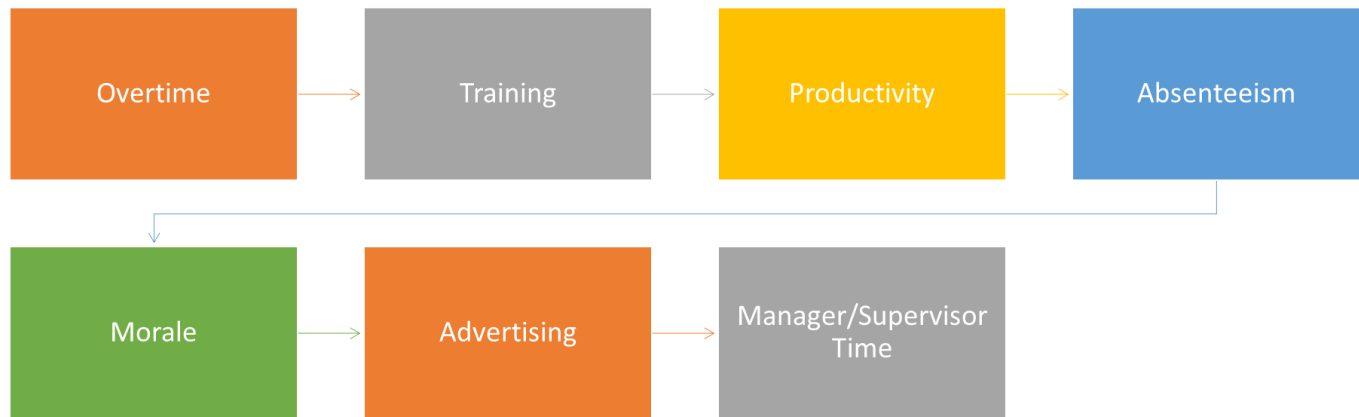 Overtime
Training
Productivity
Absenteeism
Morale
Advertising
Manager/Supervisor
Time